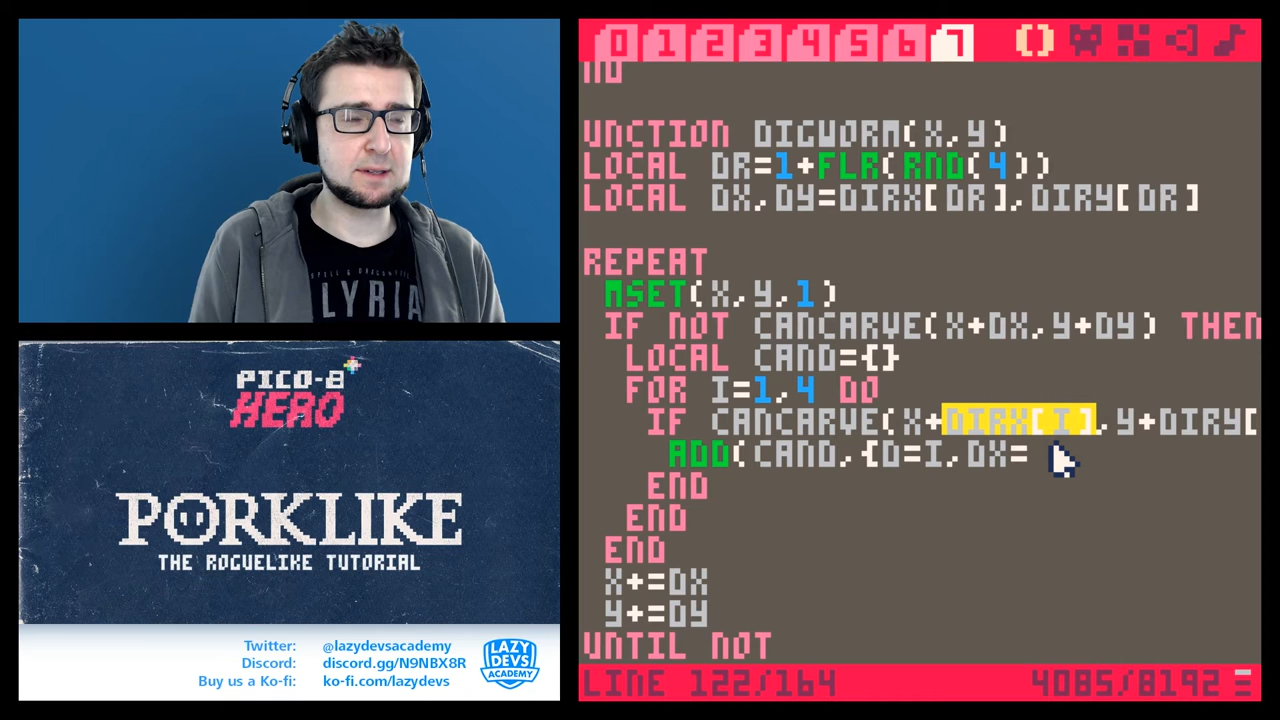 SPELL & DRAGON
LYRIA
PICO-8
HERO
PORKLIKE
THE ROGUELIKE TUTORIAL
Twitter: @lazydevsacademy
Discord: discord.gg/N9NBX8R
Buy us a Ko-fi: ko-fi.com/lazydevs
LAZY
DEVS
ACADEMY
0 1 2 3 4 5 6 7 ()
UNCTION DIGWORM(X,Y)
LOCAL DR=1+FLR(RND(4))
LOCAL DX,DY=DIRX[DR],DIRY[DR]
REPEAT
MSET(X,Y,1)
IF NOT CANCARVE(X+DX,Y+DY) THEN
LOCAL CAND={}
FOR I=1,4 DO
IF CANCARVE(X+DIRX[I],Y+DIRY[
ADD(CAND,{D=I,DX=
END
END
END
X+=DX
Y+=DY
UNTIL NOT
LINE 122/164 4085/8192